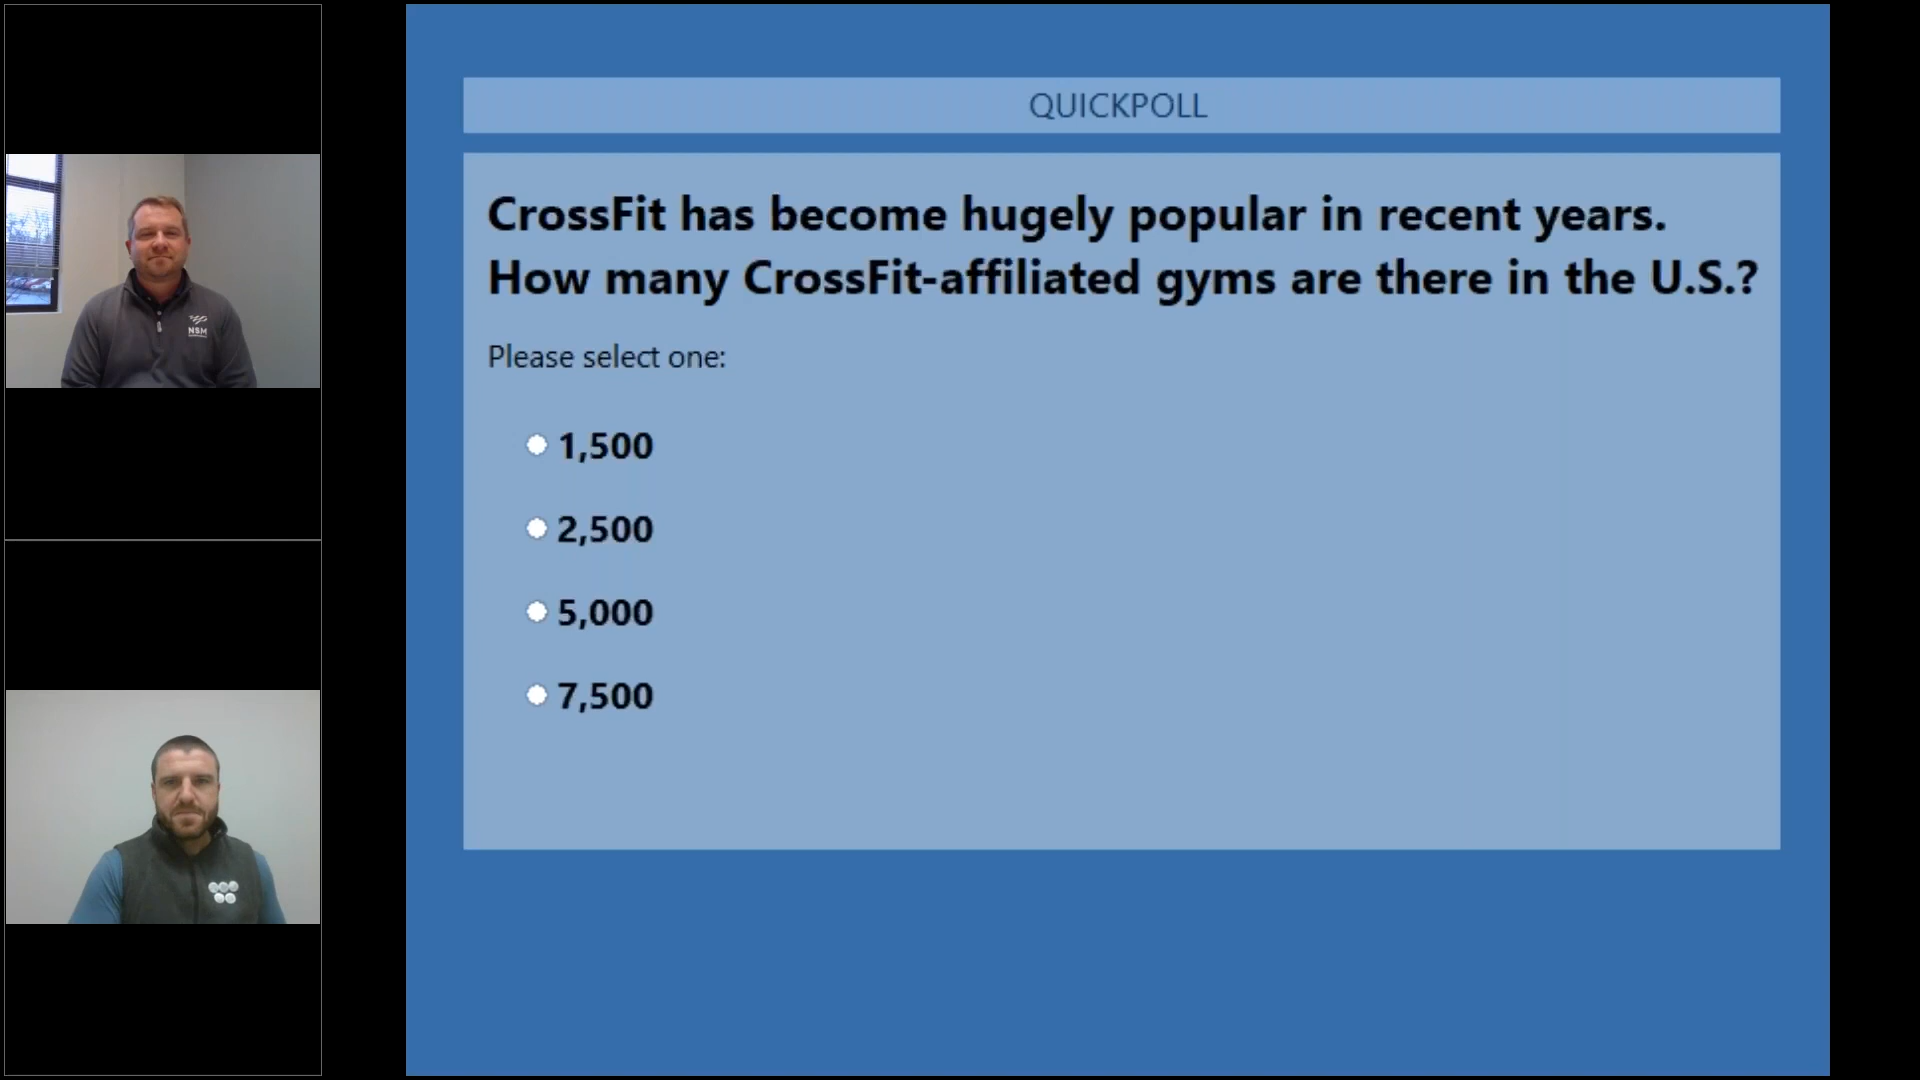 QUICKPOLL
CrossFit has become hugely popular in recent years.
How many CrossFit-affiliated gyms are there in the U.S.?
Please select one:
1,500
2,500
5,000
7,500
NSM